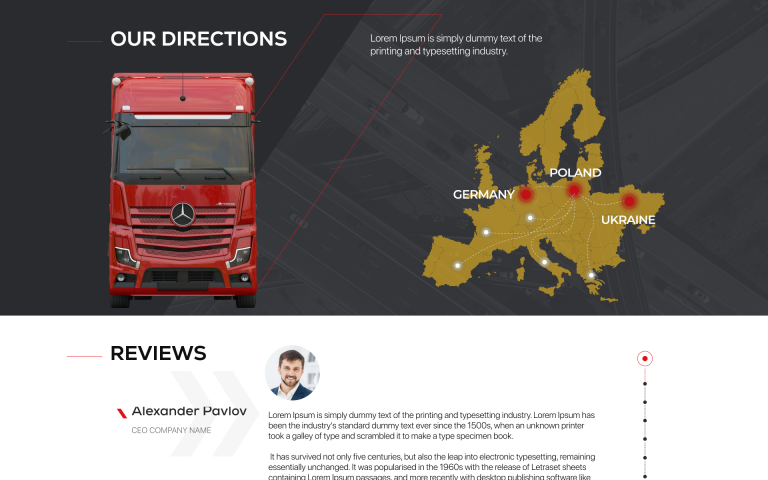 OUR DIRECTIONS
Lorem Ipsum is simply dummy text of the
printing and typesetting industry.
POLAND
GERMANY
UKRAINE
REVIEWS
Alexander Pavlov
CEO COMPANY NAME
Lorem Ipsum is simply dummy text of the printing and typesetting industry. Lorem Ipsum has
been the industry's standard dummy text ever since the 1500s, when an unknown printer
took a galley of type and scrambled it to make a type specimen book.
It has survived not only five centuries, but also the leap into electronic typesetting, remaining
essentially unchanged. It was popularised in the 1960s with the release of Letraset sheets
containing Lorem Ipsum passages, and more recently with desktop publishing software like